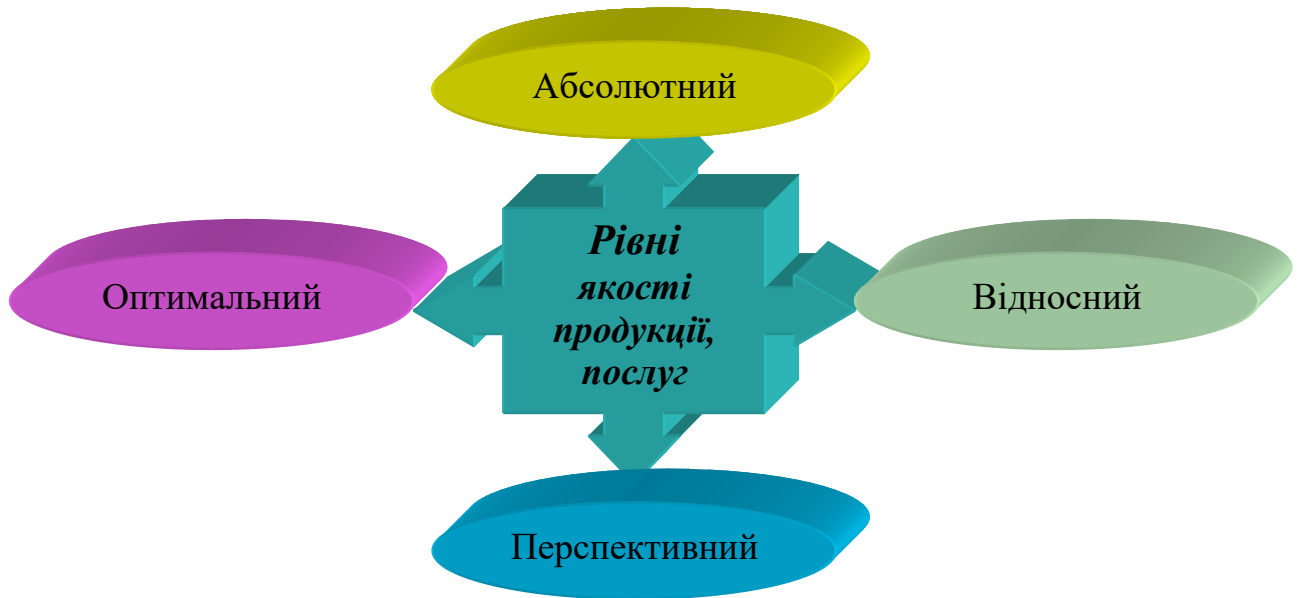 Абсолютний
Рівні
якості
продукції,
послуг
Оптимальний
Відносний
Перспективний